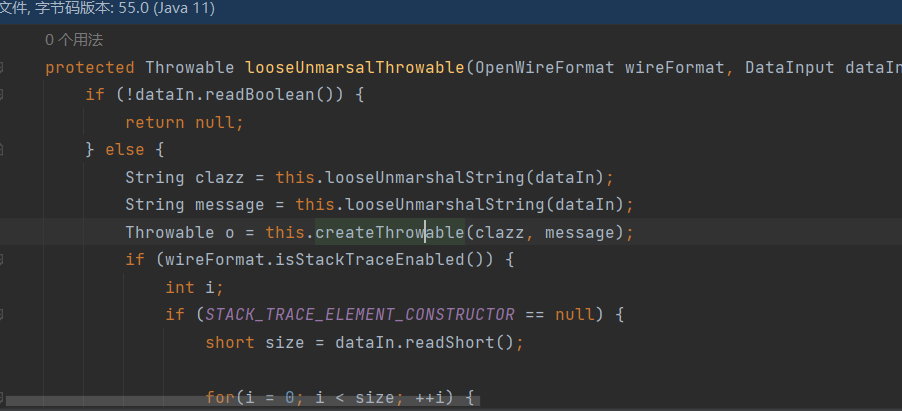 文件, 字节码版本: 55.0 (Java 11)
0 个用法
protected Throwable looseUnmarsalThrowable(OpenWireFormat wireFormat, DataInput dataIn
if (!dataIn.readBoolean()) {
return null;
} else {
String clazz = this.looseUnmarshalString(dataIn);
String message = this.looseUnmarshalString(dataIn);
Throwable o = this.createThrowable(clazz, message);
if (wireFormat.isStackTraceEnabled()) {
int i;
if (STACK_TRACE_ELEMENT_CONSTRUCTOR == null) {
short size = dataIn.readShort();
for(i = 0; i < size; ++i) {